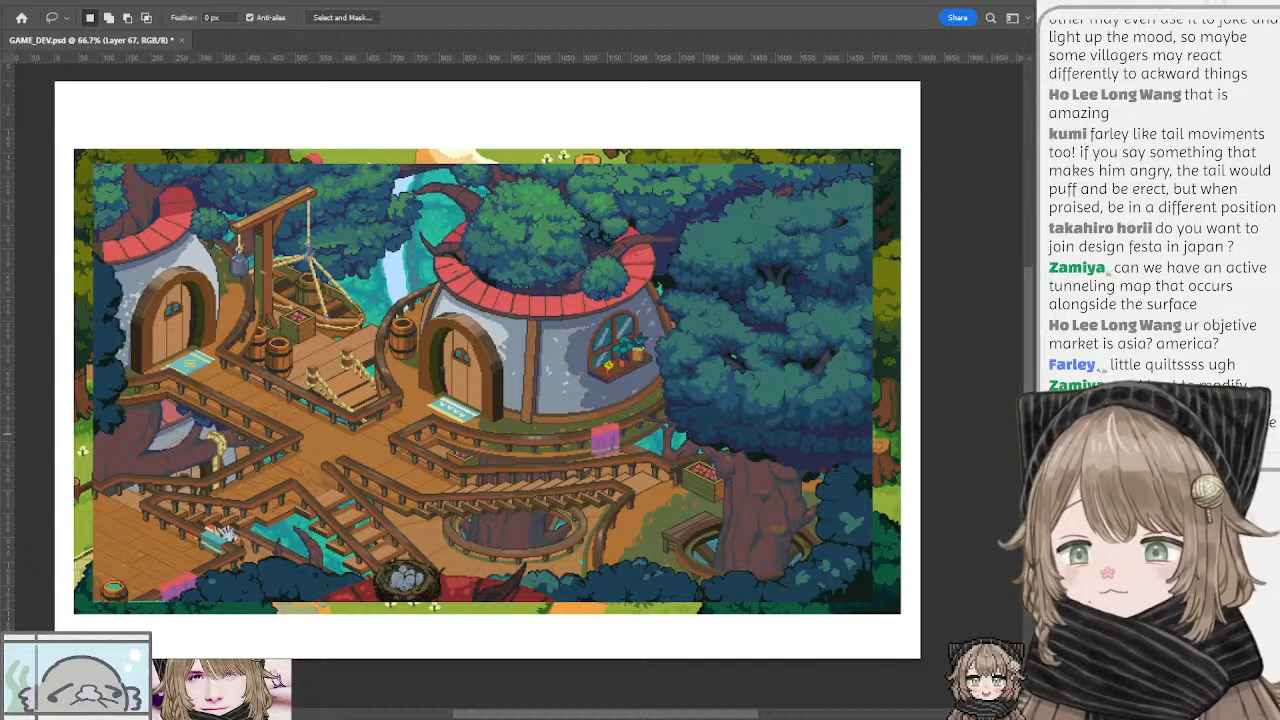 Feather: 0 px Anti-alias Select and Mask... Share
GAME_DEV.psd @ 66.7% (Layer 67, RGB/8) *
other may even use it to joke and
light up the mood, so maybe
some villagers may react
differently to ackward things
Ho Lee Long Wang that is
amazing
kumi farley like tail moviments
too! if you say something that
makes him angry, the tail would
puff and be erect, but when
praised, be in a different position
takahiro horii do you want to
join design festa in japan ?
Zamiya_ can we have an active
tunneling map that occurs
alongside the surface
Ho Lee Long Wang ur objetive
market is asia? america?
Farley_ little quiltssss ugh